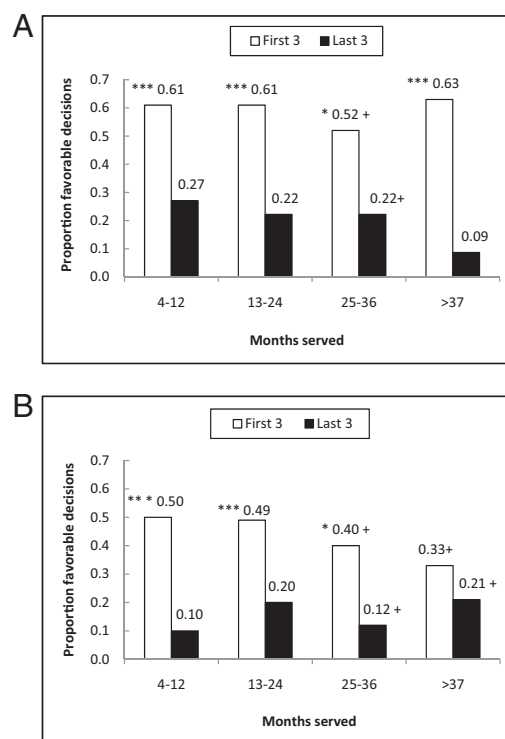 A
First 3 Last 3
Proportion favorable decisions
0.7
0.6
0.5
0.4
0.3
0.2
0.1
0.0
*** 0.61
0.27
*** 0.61
0.22
* 0.52 +
0.22+
*** 0.63
0.09
4-12 13-24 25-36 >37
Months served
B
First 3 Last 3
Proportion favorable decisions
0.7
0.6
0.5
0.4
0.3
0.2
0.1
0.0
** * 0.50
0.10
*** 0.49
0.20
* 0.40 +
0.12 +
0.33+
0.21 +
4-12 13-24 25-36 >37
Months served